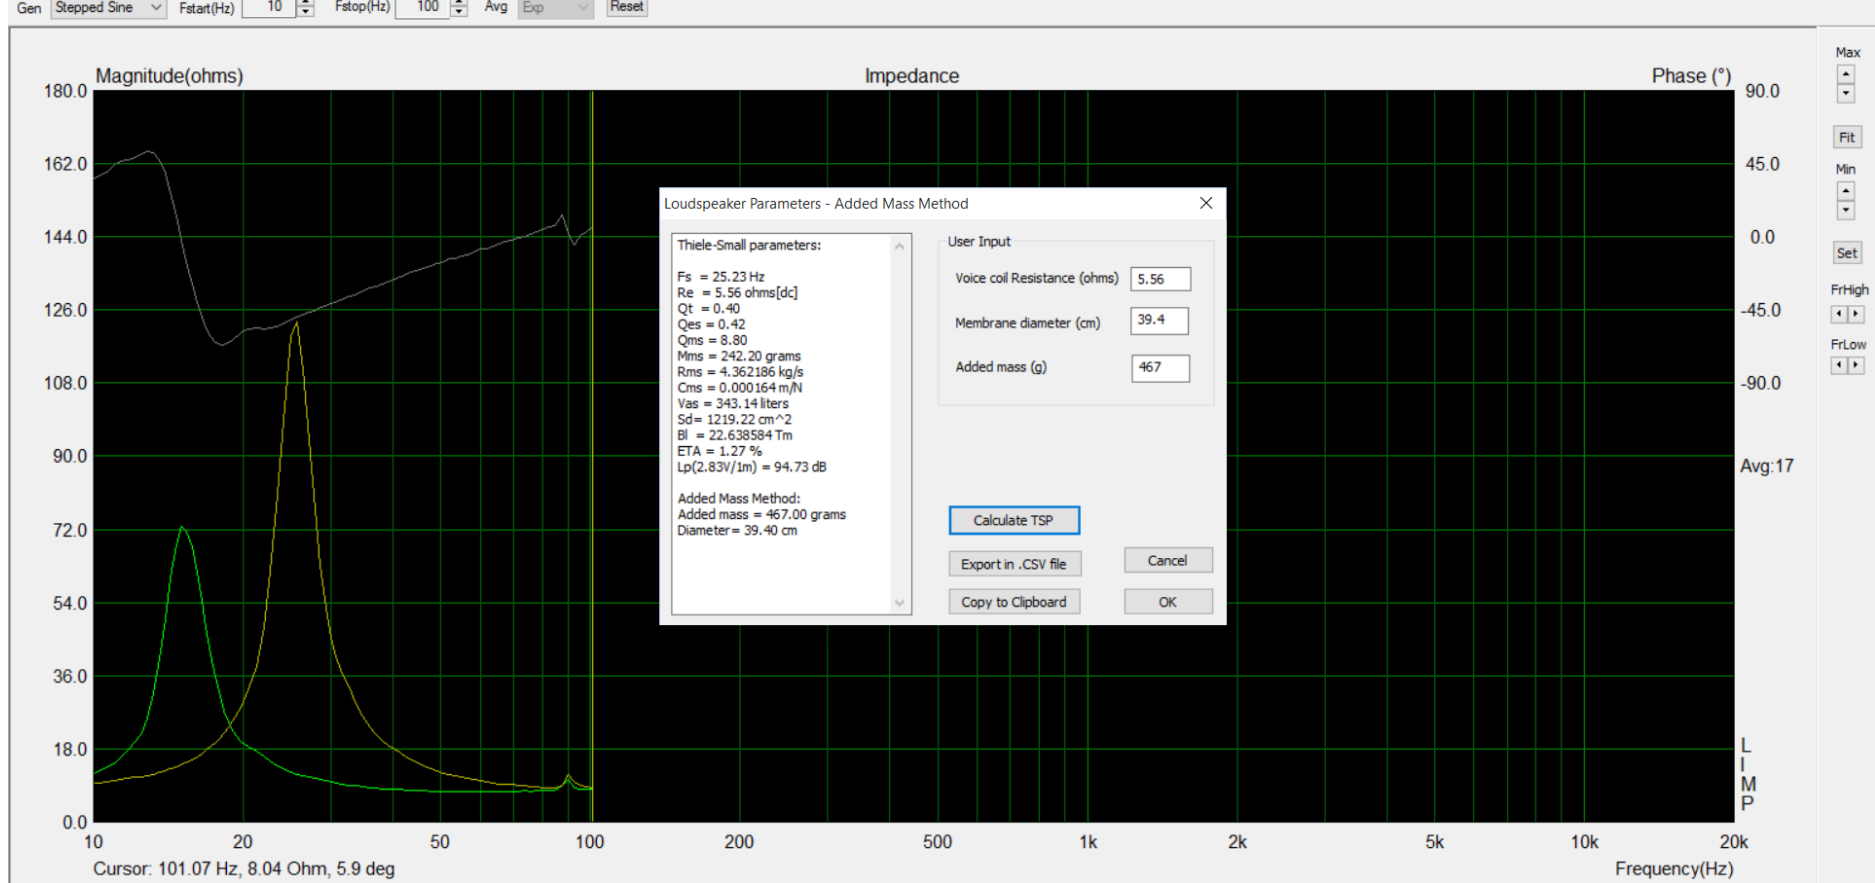 Gen Stepped Sine Fstart(Hz) 10 Fstop(Hz) 100 Avg Exp Reset
Magnitude(ohms) Impedance Phase (°)
180.0
162.0
144.0
126.0
108.0
90.0
72.0
54.0
36.0
18.0
0.0
10 20 50 100 200 500 1k 2k 5k 10k 20k
Cursor: 101.07 Hz, 8.04 Ohm, 5.9 deg
Frequency(Hz)
90.0
45.0
0.0
-45.0
-90.0
Avg:17
L
I
M
P
Max
Fit
Min
Set
FrHigh
FrLow
Loudspeaker Parameters - Added Mass Method
Thiele-Small parameters:
Fs = 25.23 Hz
Re = 5.56 ohms[dc]
Qt = 0.40
Qes = 0.42
Qms = 8.80
Mms = 242.20 grams
Rms = 4.362186 kg/s
Cms = 0.000164 m/N
Vas = 343.14 liters
Sd= 1219.22 cm^2
Bl = 22.638584 Tm
ETA = 1.27 %
Lp(2.83V/1m) = 94.73 dB
Added Mass Method:
Added mass = 467.00 grams
Diameter= 39.40 cm
User Input
Voice coil Resistance (ohms) 5.56
Membrane diameter (cm) 39.4
Added mass (g) 467
Calculate TSP
Export in .CSV file
Cancel
Copy to Clipboard
OK